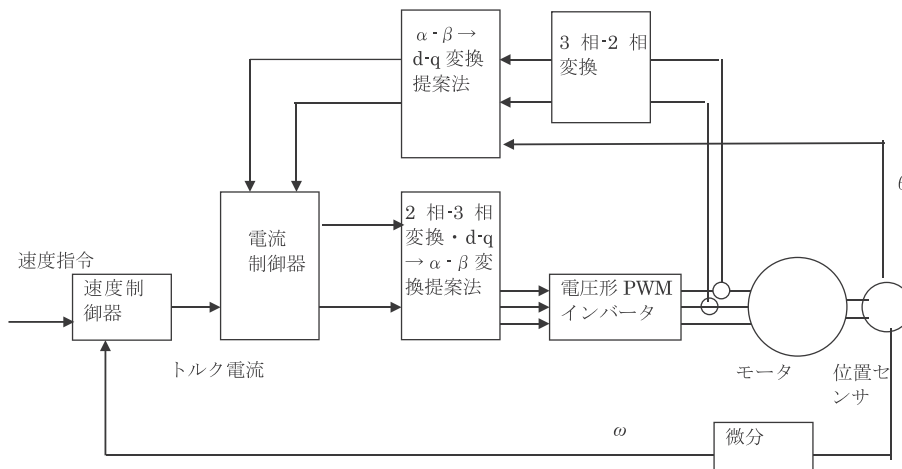 α‐β→
d-q 変換
提案法
3 相-2 相
変換
電流
制御器
2 相-3 相
変換・d-q
→α‐β変
換提案法
速度指令
速度制
御器
電圧形 PWM
インバータ
トルク電流
モータ
位置セ
ンサ
ω
微分